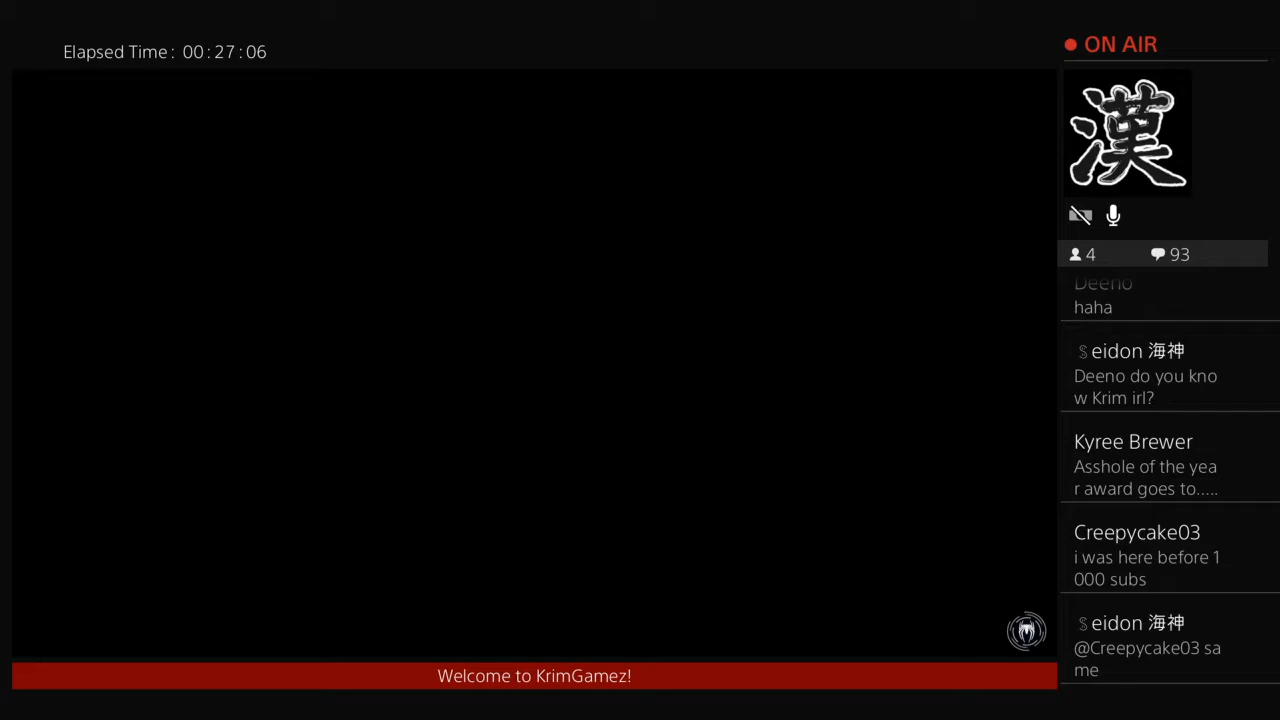 Elapsed Time: 00:27:06
ON AIR
漢
4 93
Deeno
haha
Seidon 海神
Deeno do you kno
w Krim irl?
Kyree Brewer
Asshole of the yea
r award goes to.....
Creepycake03
i was here before 1
000 subs
Seidon 海神
@Creepycake03 sa
me
Welcome to KrimGamez!